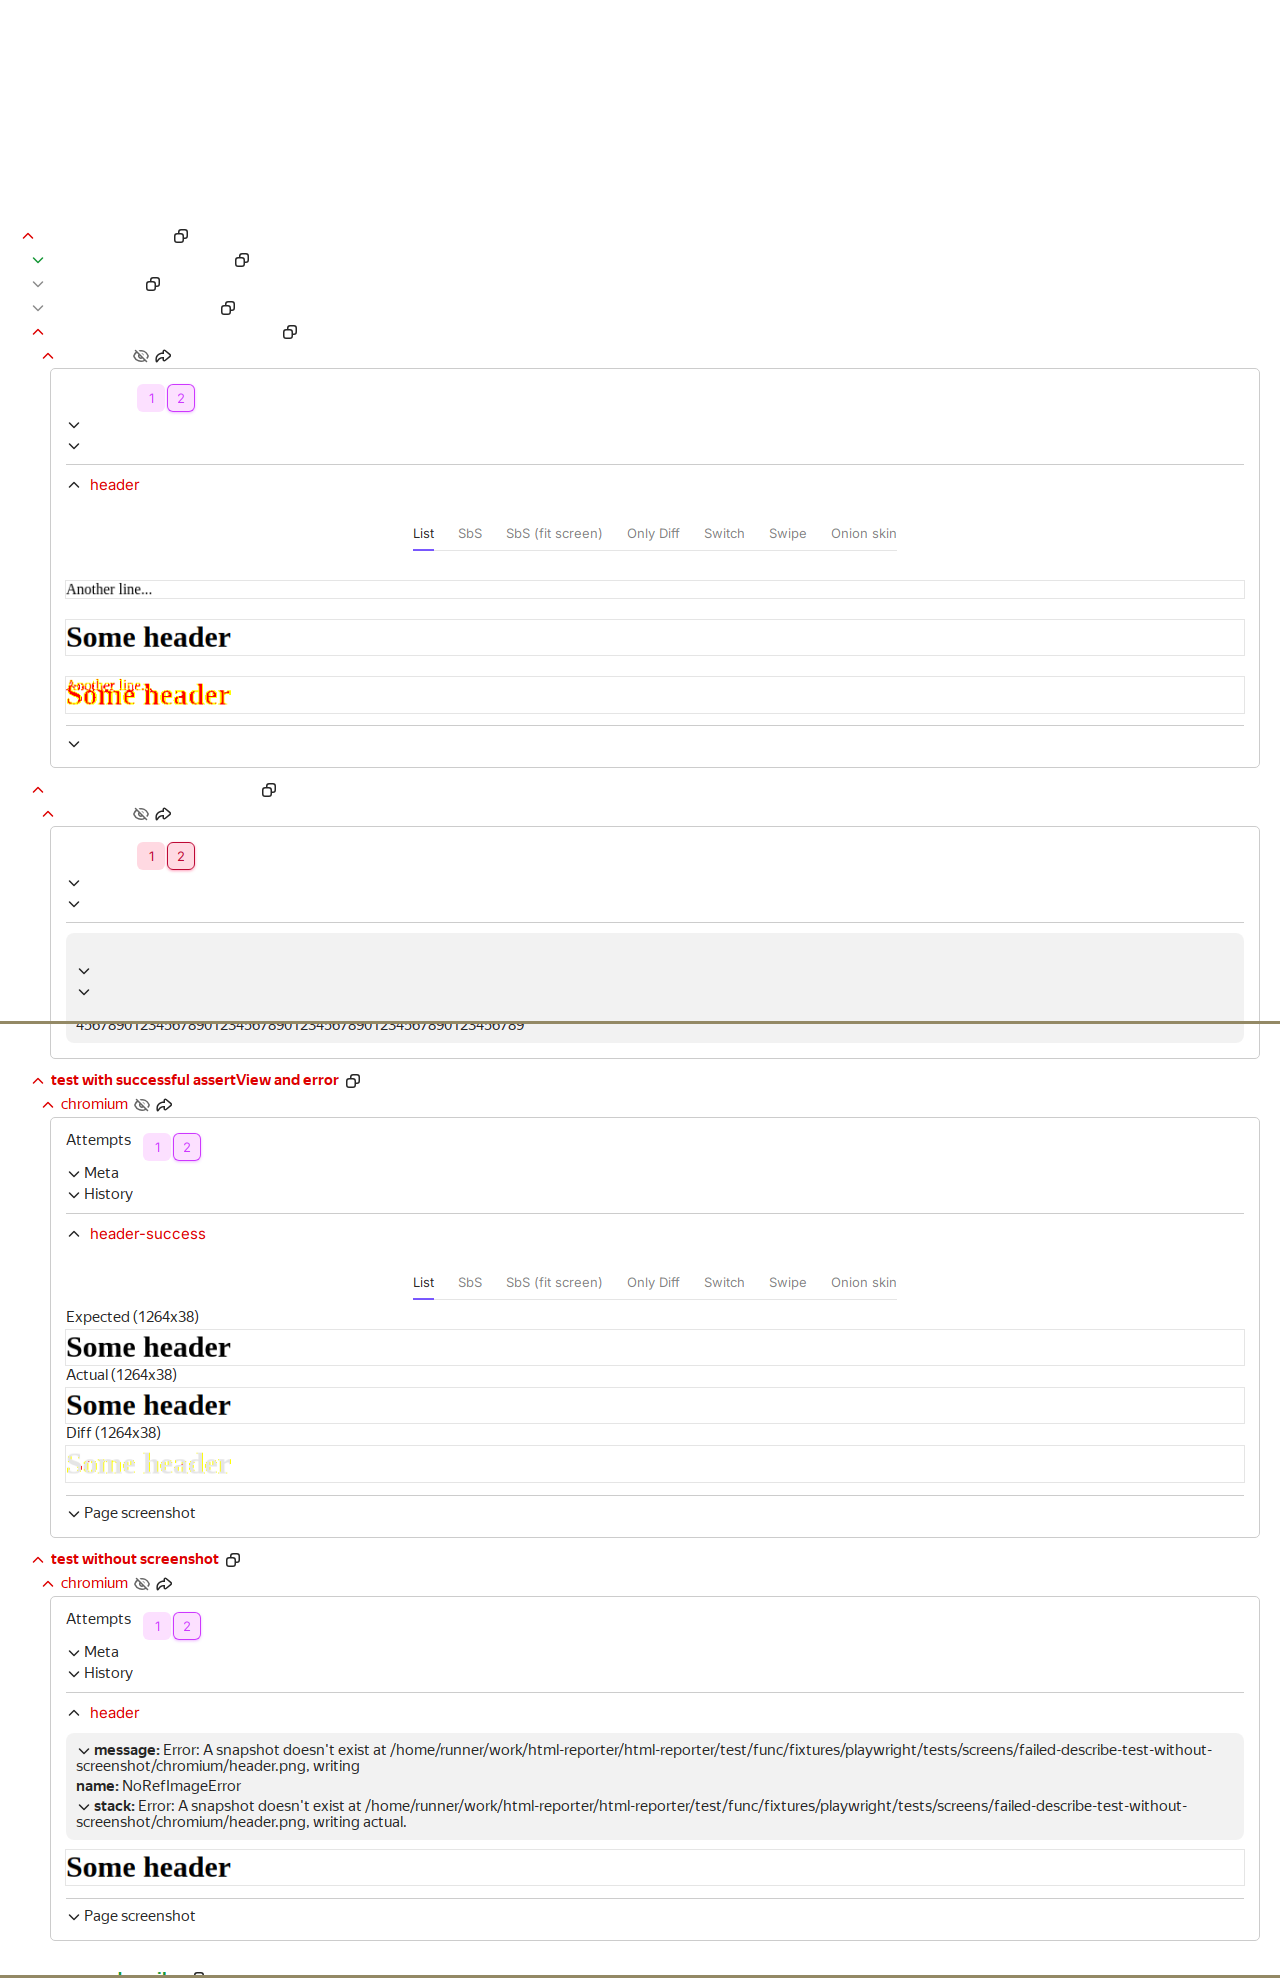 1 2
header
List SbS SbS (fit screen) Only Diff Switch Swipe Onion skin
Another line...
Some header
Another line...
Some header
1 2
456789012345678901234567890123456789012345678901234567890123456789
test with successful assertView and error
chromium
Attempts 1 2
Meta
History
header-success
List SbS SbS (fit screen) Only Diff Switch Swipe Onion skin
Expected (1264x38)
Some header
Actual (1264x38)
Some header
Diff (1264x38)
Some header
Page screenshot
test without screenshot
chromium
Attempts 1 2
Meta
History
header
message: Error: A snapshot doesn't exist at /home/runner/work/html-reporter/html-reporter/test/func/fixtures/playwright/tests/screens/failed-describe-test-without-
screenshot/chromium/header.png, writing
name: NoRefImageError
stack: Error: A snapshot doesn't exist at /home/runner/work/html-reporter/html-reporter/test/func/fixtures/playwright/tests/screens/failed-describe-test-without-
screenshot/chromium/header.png, writing actual.
Some header
Page screenshot